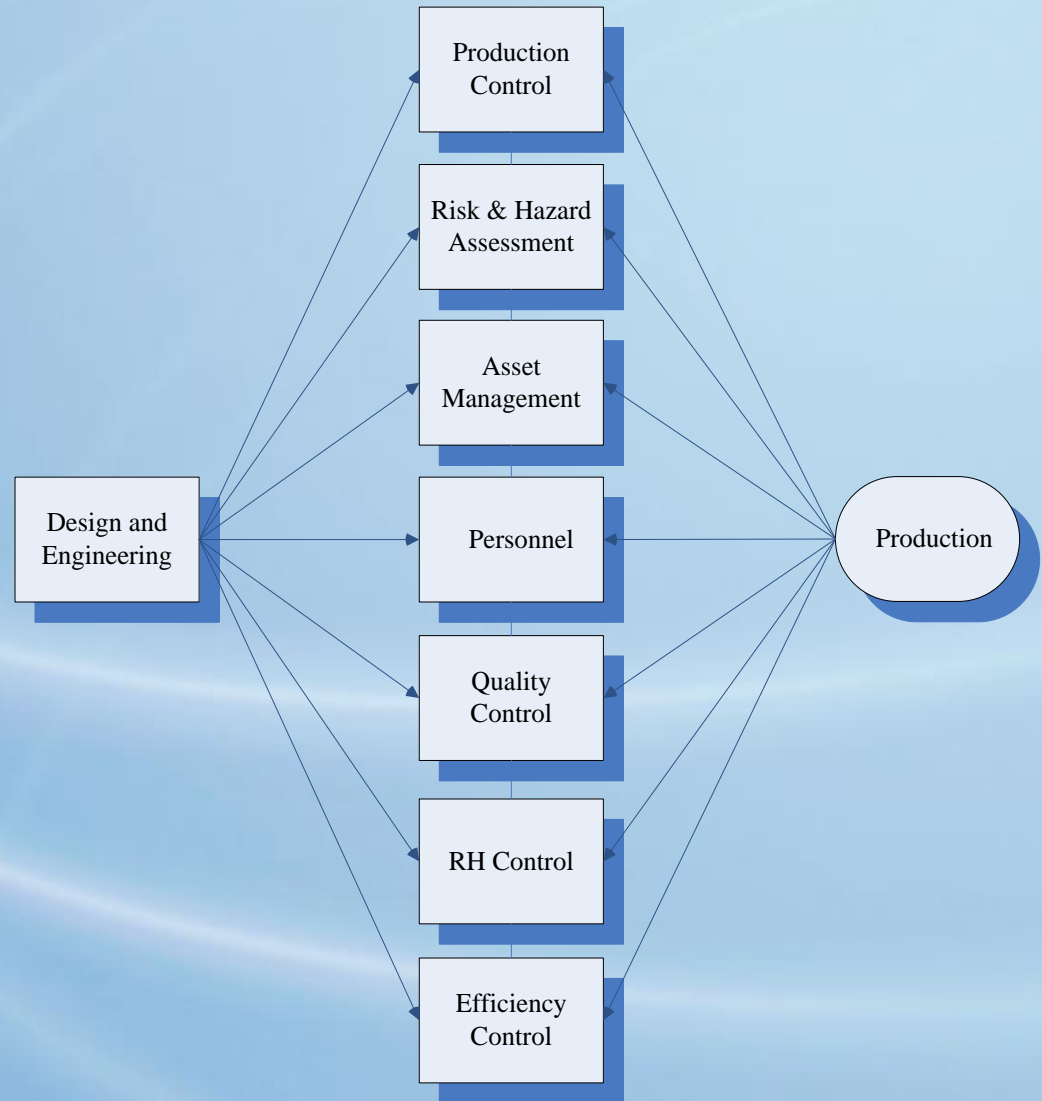 Production
Control
Risk & Hazard
Assessment
Asset
Management
Design and
Engineering
Personnel
Production
Quality
Control
RH Control
Efficiency
Control